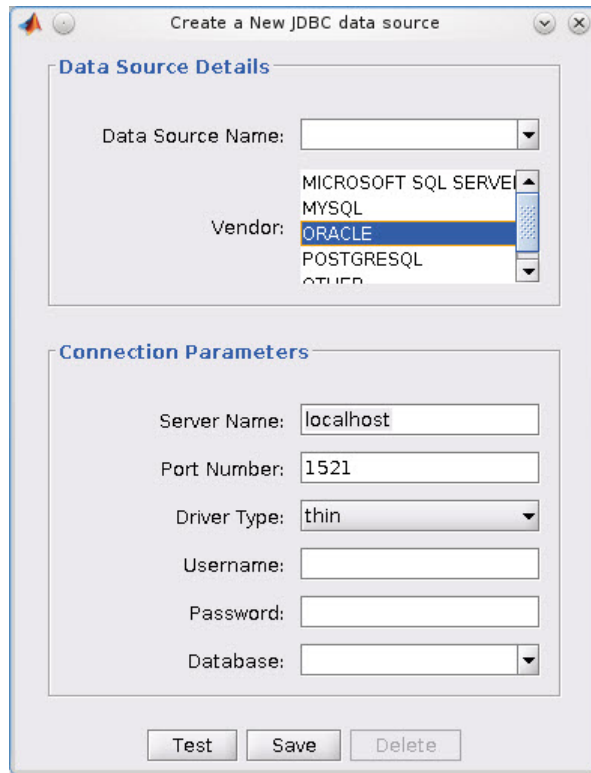 Create a New JDBC data source
Data Source Details
Data Source Name:
Vendor:
MICROSOFT SQL SERVE
MYSQL
ORACLE
POSTGRESQL
OTHER
Connection Parameters
Server Name: localhost
Port Number: 1521
Driver Type: thin
Username:
Password:
Database:
Test Save Delete